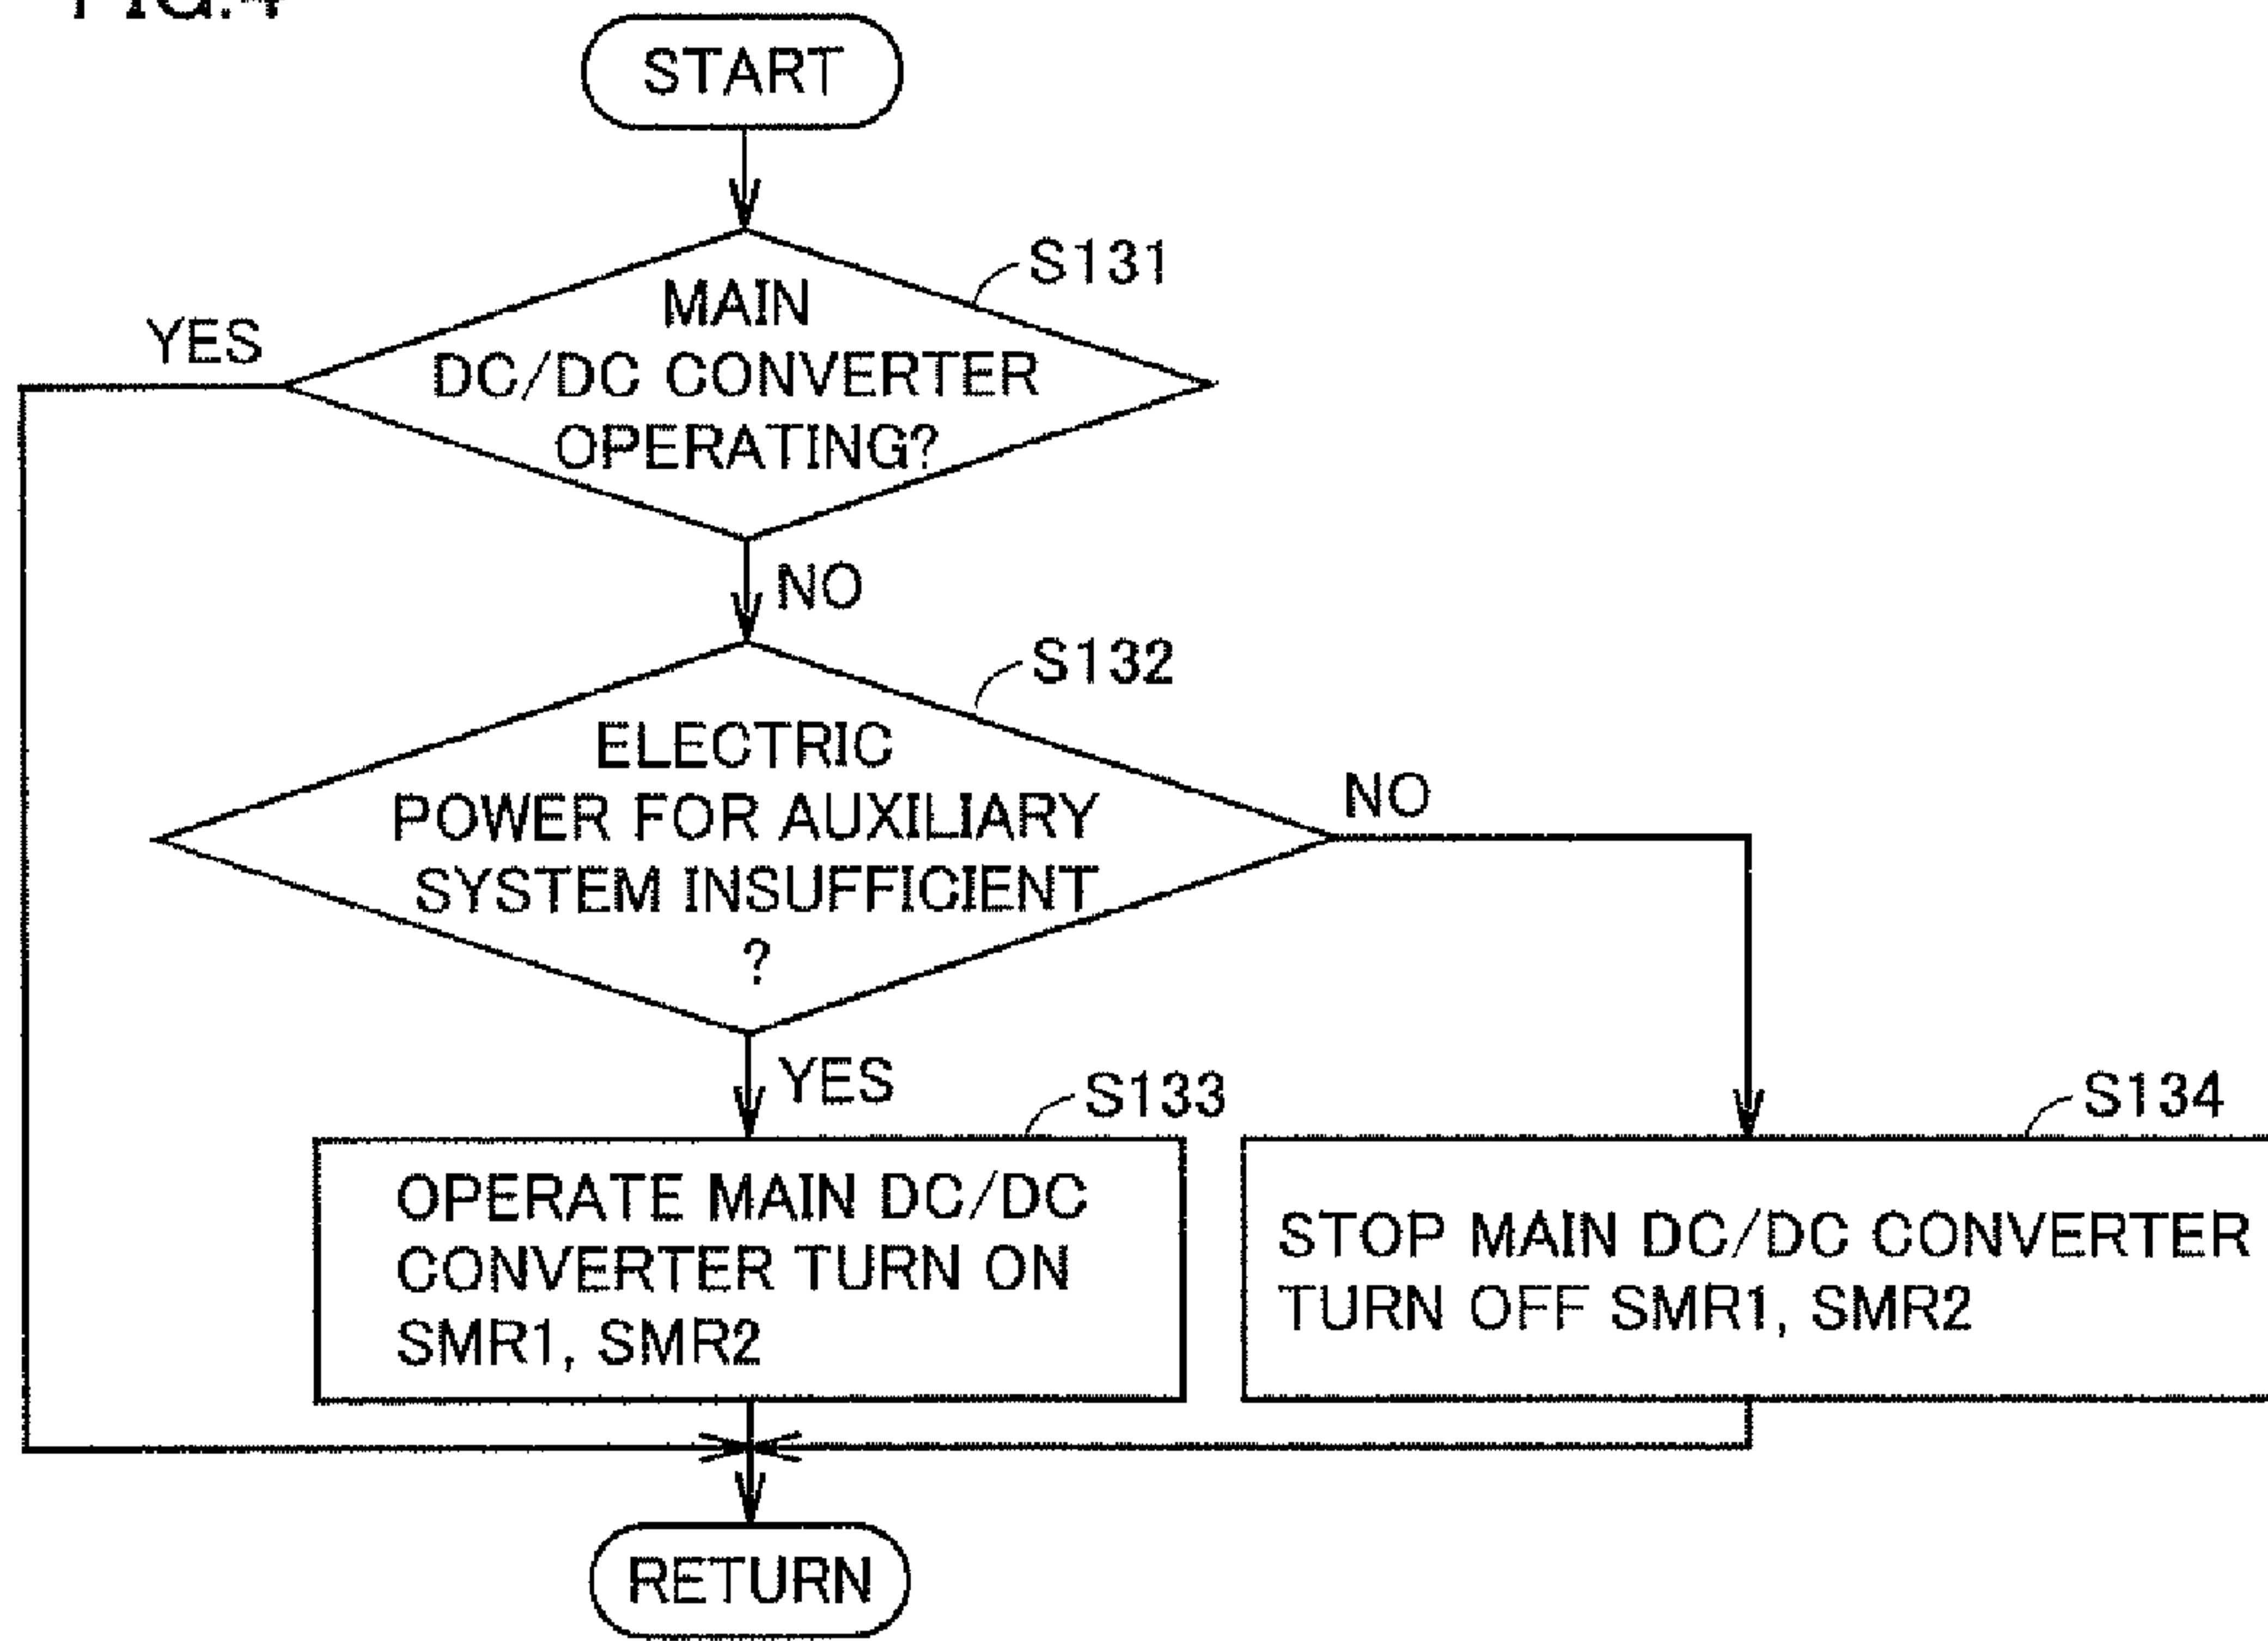 FIG.4
START
S131
MAIN
DC/DC CONVERTER
OPERATING?
YES
NO
S132
ELECTRIC
POWER FOR AUXILIARY
SYSTEM INSUFFICIENT
?
NO
YES
S133
OPERATE MAIN DC/DC
CONVERTER TURN ON
SMR1, SMR2
S134
STOP MAIN DC/DC CONVERTER
TURN OFF SMR1, SMR2
RETURN